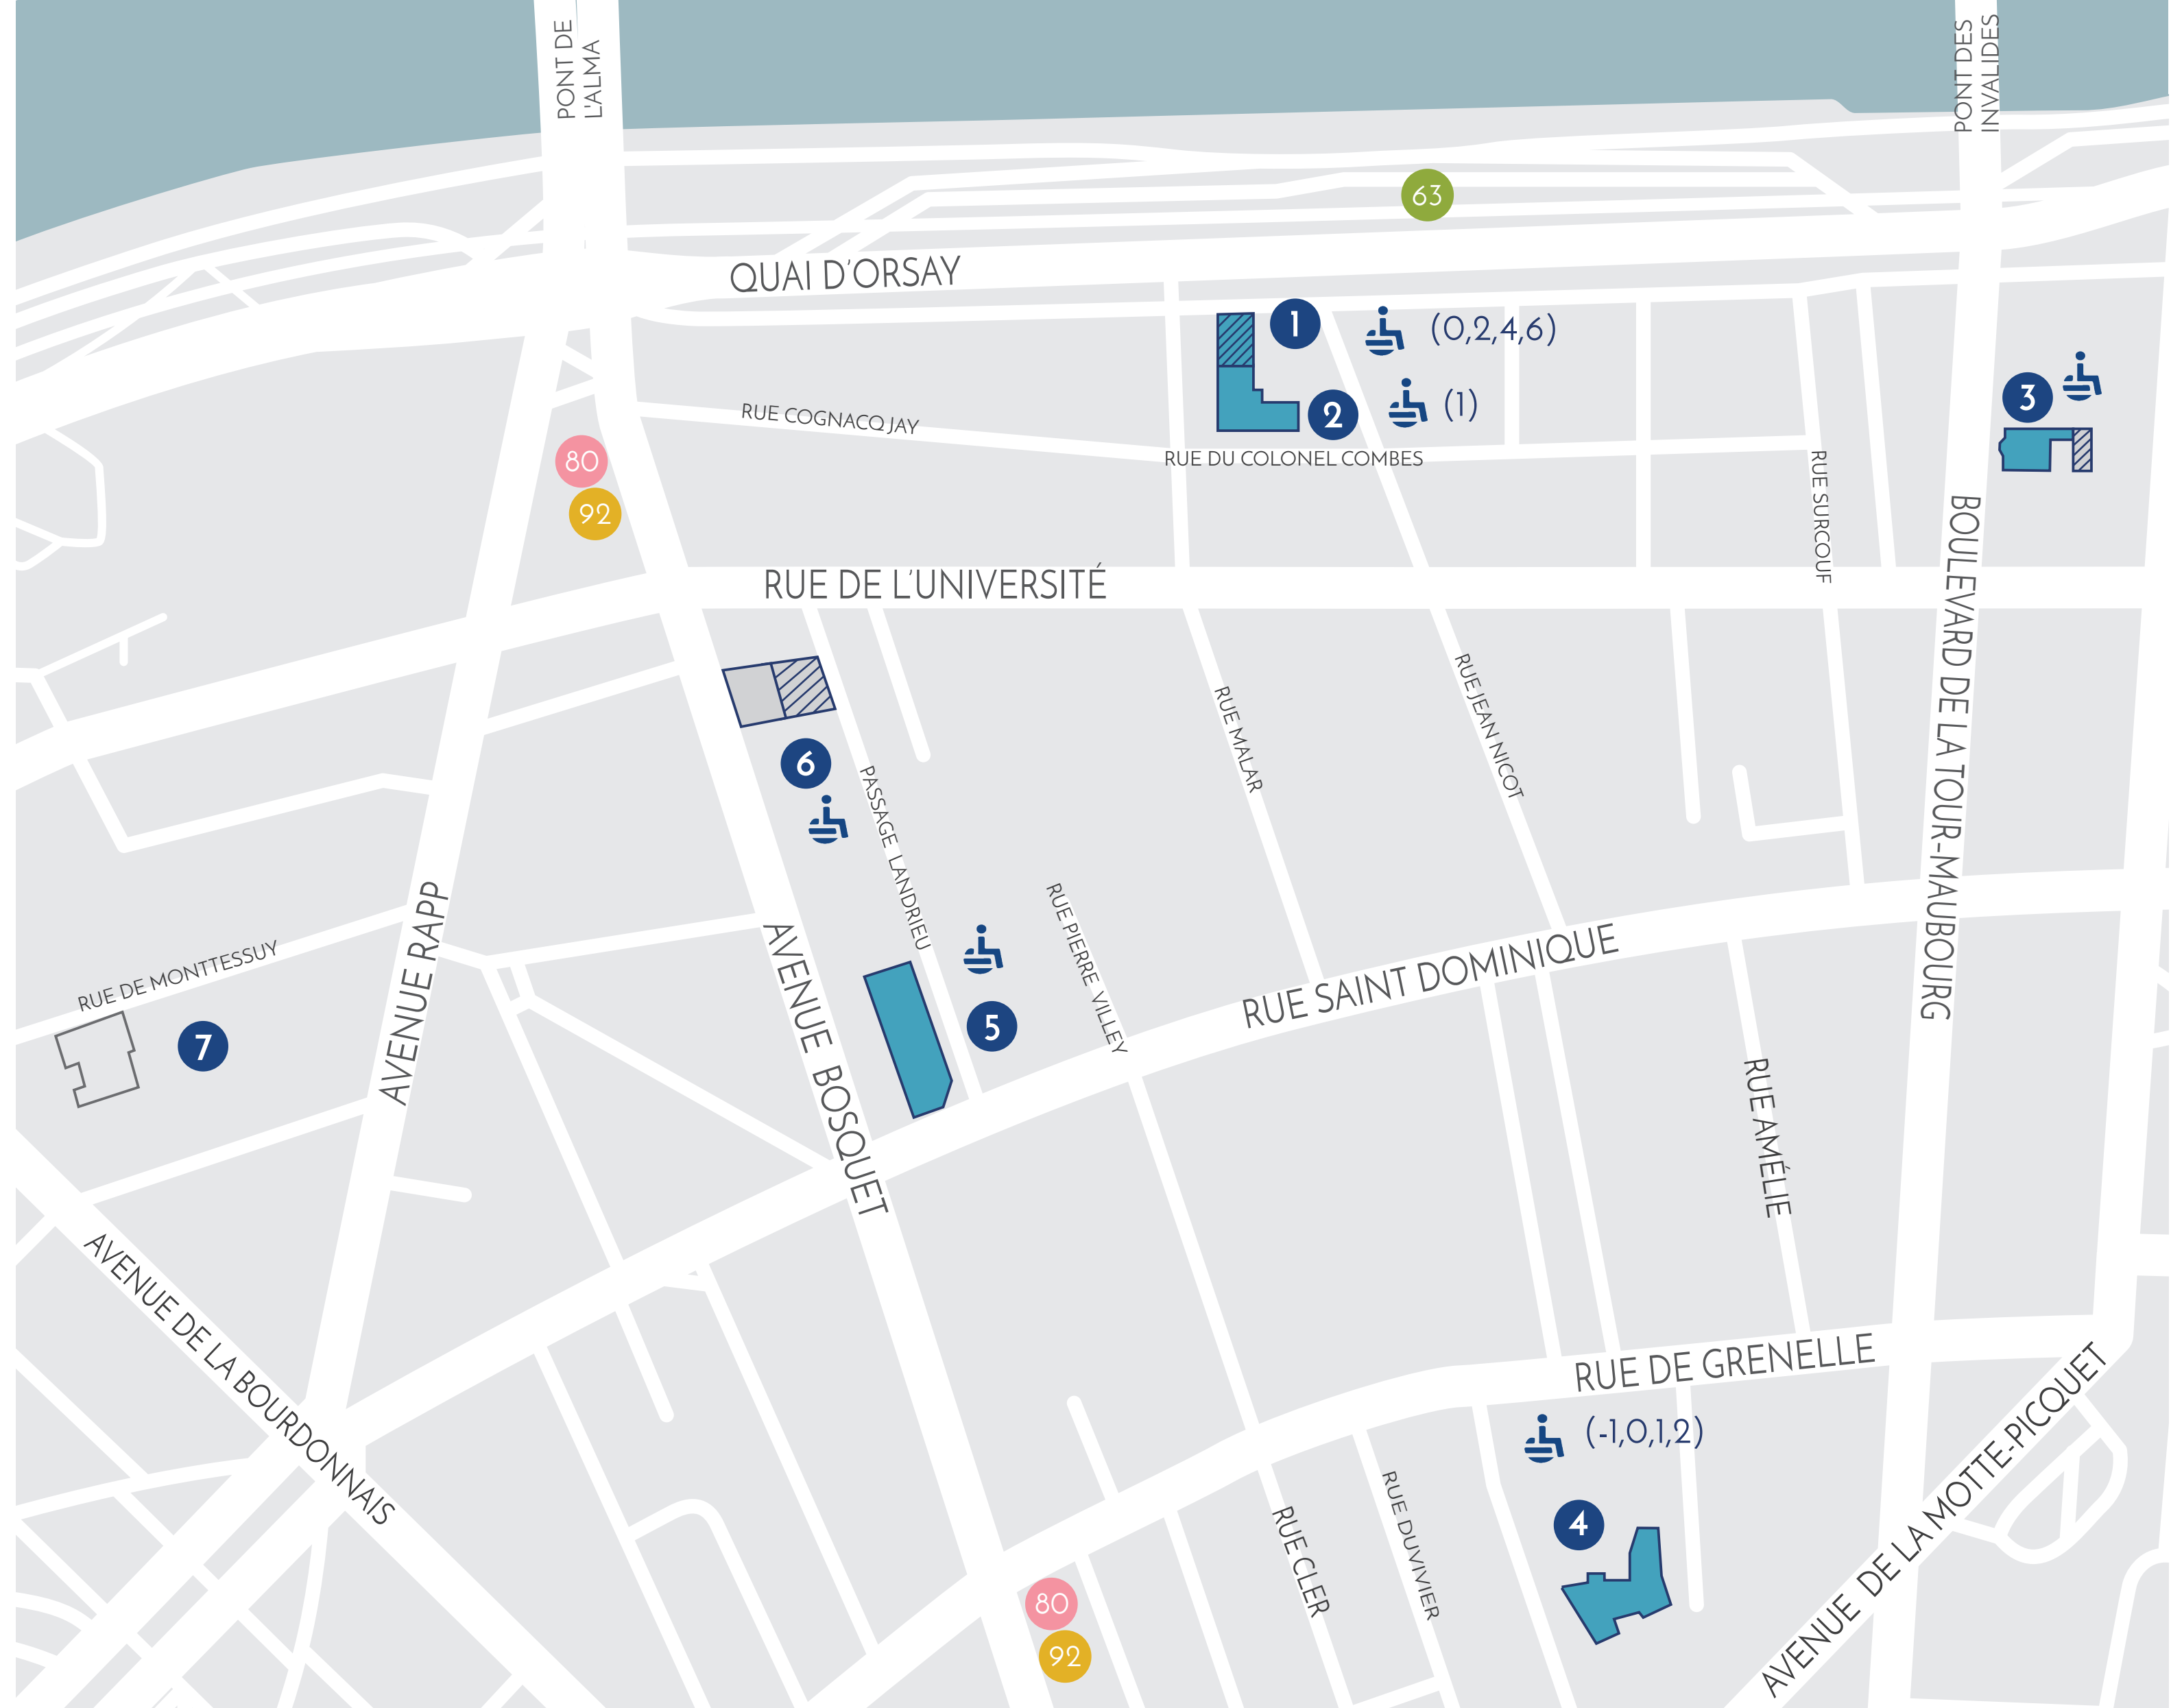 PONT DE
L'ALMA
PONT DES
INVALIDES
63
QUAI D'ORSAY
1
(0,2,4,6)
2
(1)
3
RUE COGNACQ JAY
RUE DU COLONEL COMBES
80
92
RUE SURCOUF
RUE DE L'UNIVERSITÉ
BOULEVARD DE LA TOUR-MAUBOURG
6
RUE MALAR
RUE JEAN NICOT
PASSAGE LANDRIEU
RUE PIERRE VILLEY
AVENUE RAPP
RUE DE MONTTESSUY
7
AVENUE BOSQUET
5
RUE SAINT DOMINIQUE
RUE AMÉLIE
AVENUE DE LA BOURDONNAIS
RUE DE GRENELLE
(-1,0,1,2)
4
AVENUE DE LA MOTTE-PICQUET
RUE CLER
RUE DUVIVIER
80
92